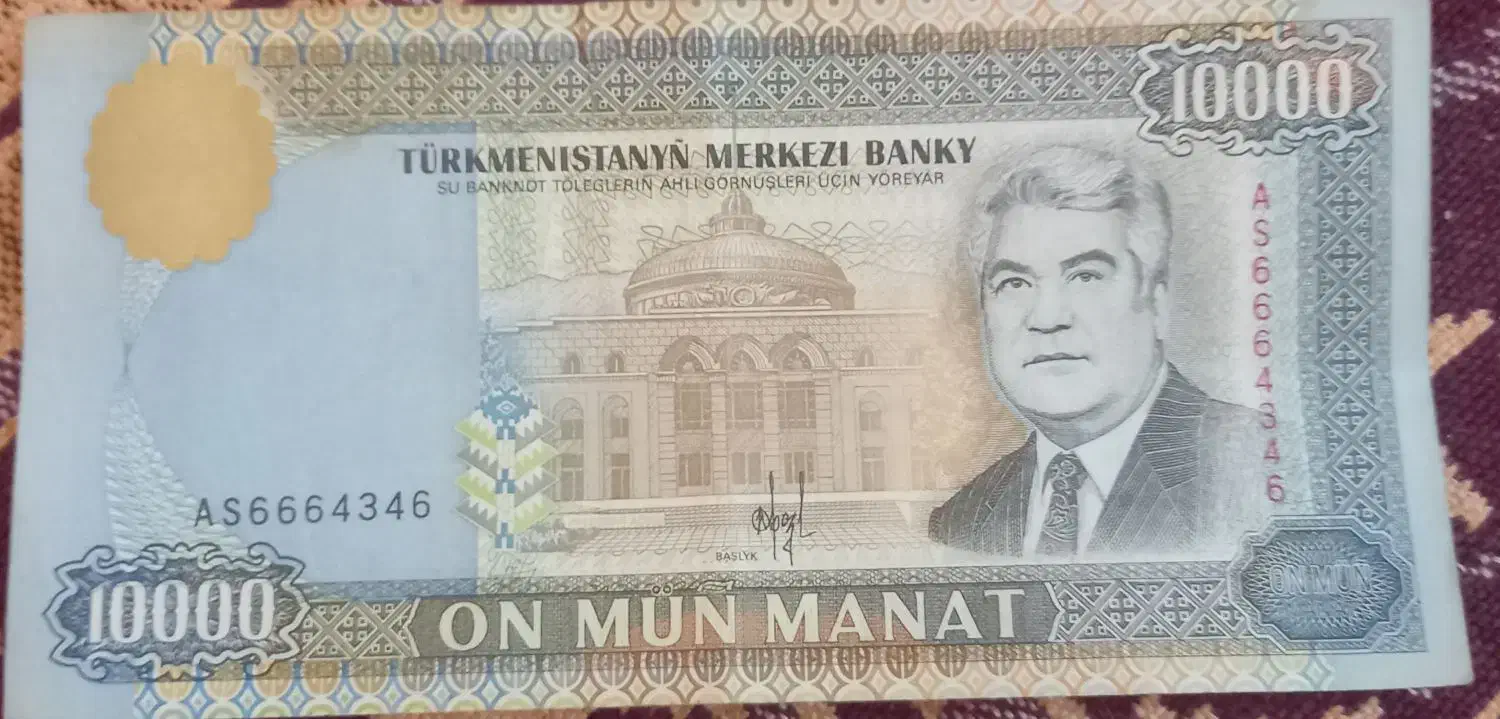 10000
TÜRKMENISTANYŇ MERKEZI BANKY
ŞU BANKNOT TÖLEGLERIŇ ÄHLI GÖRNÜŞLERI ÜÇIN ÝÖREÝÄR
AS6664346
AS6664346
BAŞLYK
10000
ON MÜŇ MANAT
ON MÜŇ